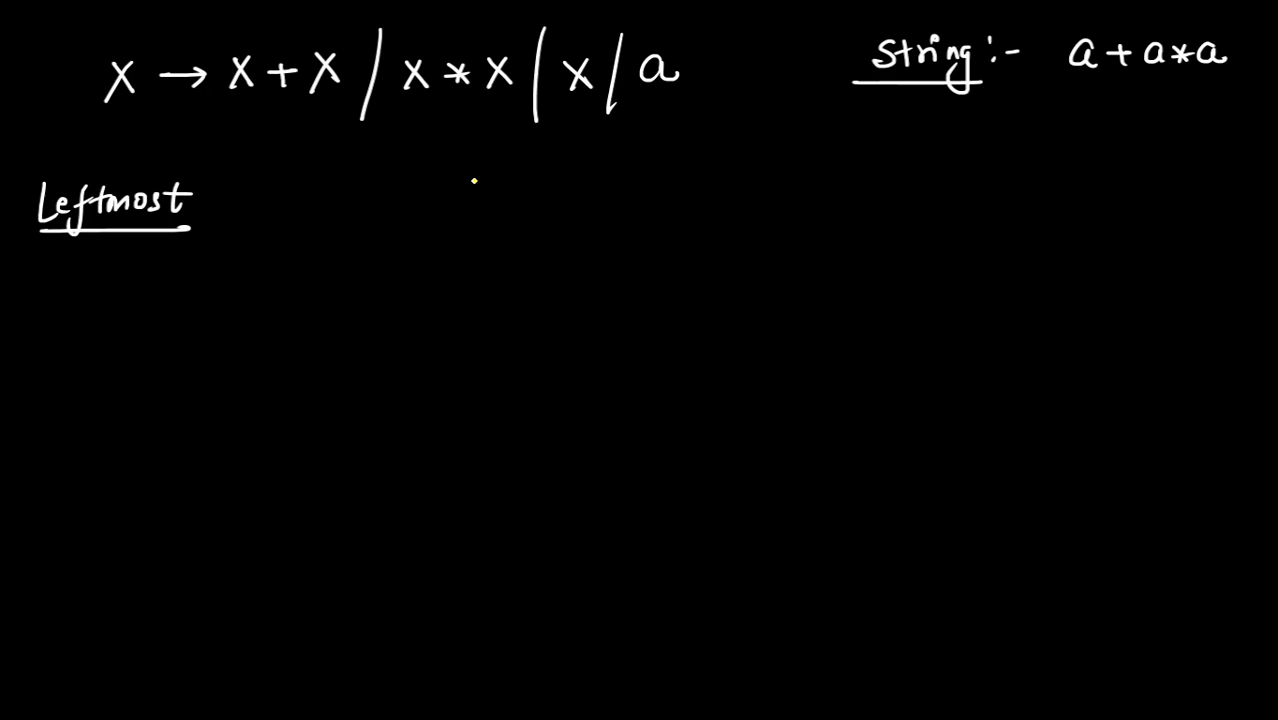 X → X + X / X * X / X / a
String :- a + a * a
Leftmost